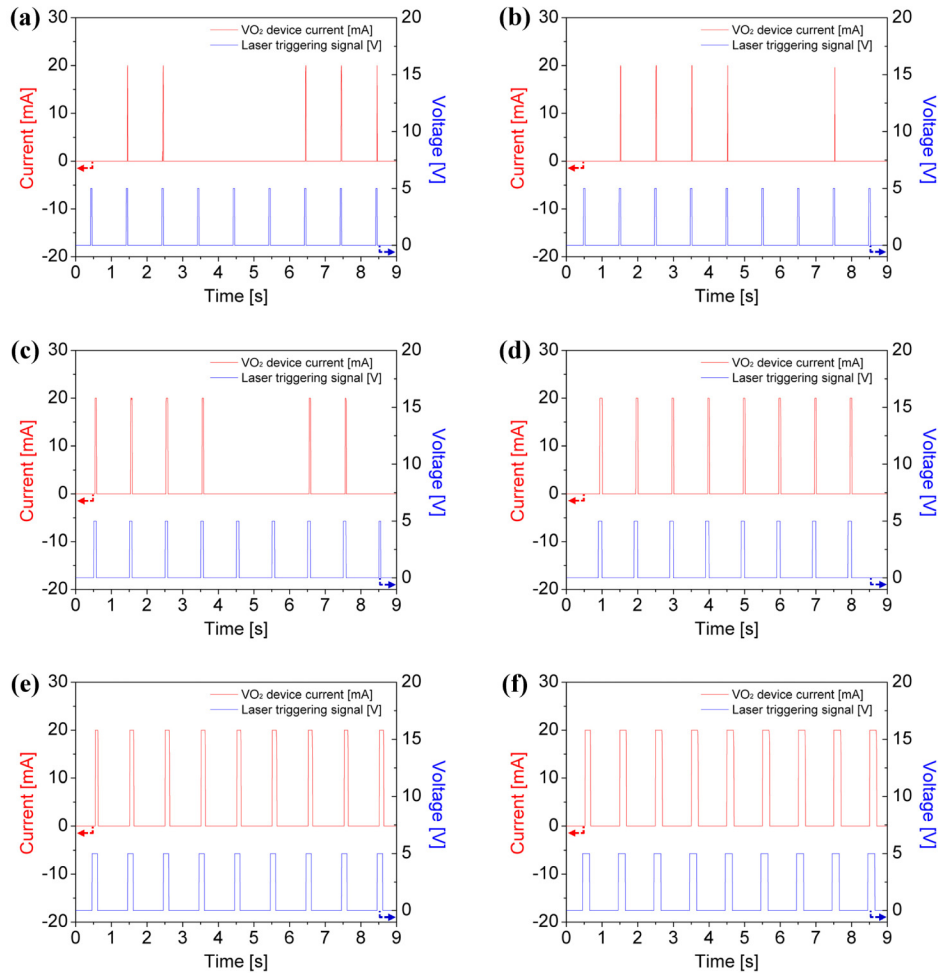 (a)
VO₂ device current [mA]
Laser triggering signal [V]
Current [mA]
Voltage [V]
30
20
10
0
-10
-20
20
15
10
5
0
0 1 2 3 4 5 6 7 8 9
Time [s]
(b)
VO₂ device current [mA]
Laser triggering signal [V]
Current [mA]
Voltage [V]
30
20
10
0
-10
-20
20
15
10
5
0
0 1 2 3 4 5 6 7 8 9
Time [s]
(c)
VO₂ device current [mA]
Laser triggering signal [V]
Current [mA]
Voltage [V]
30
20
10
0
-10
-20
20
15
10
5
0
0 1 2 3 4 5 6 7 8 9
Time [s]
(d)
VO₂ device current [mA]
Laser triggering signal [V]
Current [mA]
Voltage [V]
30
20
10
0
-10
-20
20
15
10
5
0
0 1 2 3 4 5 6 7 8 9
Time [s]
(e)
VO₂ device current [mA]
Laser triggering signal [V]
Current [mA]
Voltage [V]
30
20
10
0
-10
-20
20
15
10
5
0
0 1 2 3 4 5 6 7 8 9
Time [s]
(f)
VO₂ device current [mA]
Laser triggering signal [V]
Current [mA]
Voltage [V]
30
20
10
0
-10
-20
20
15
10
5
0
0 1 2 3 4 5 6 7 8 9
Time [s]